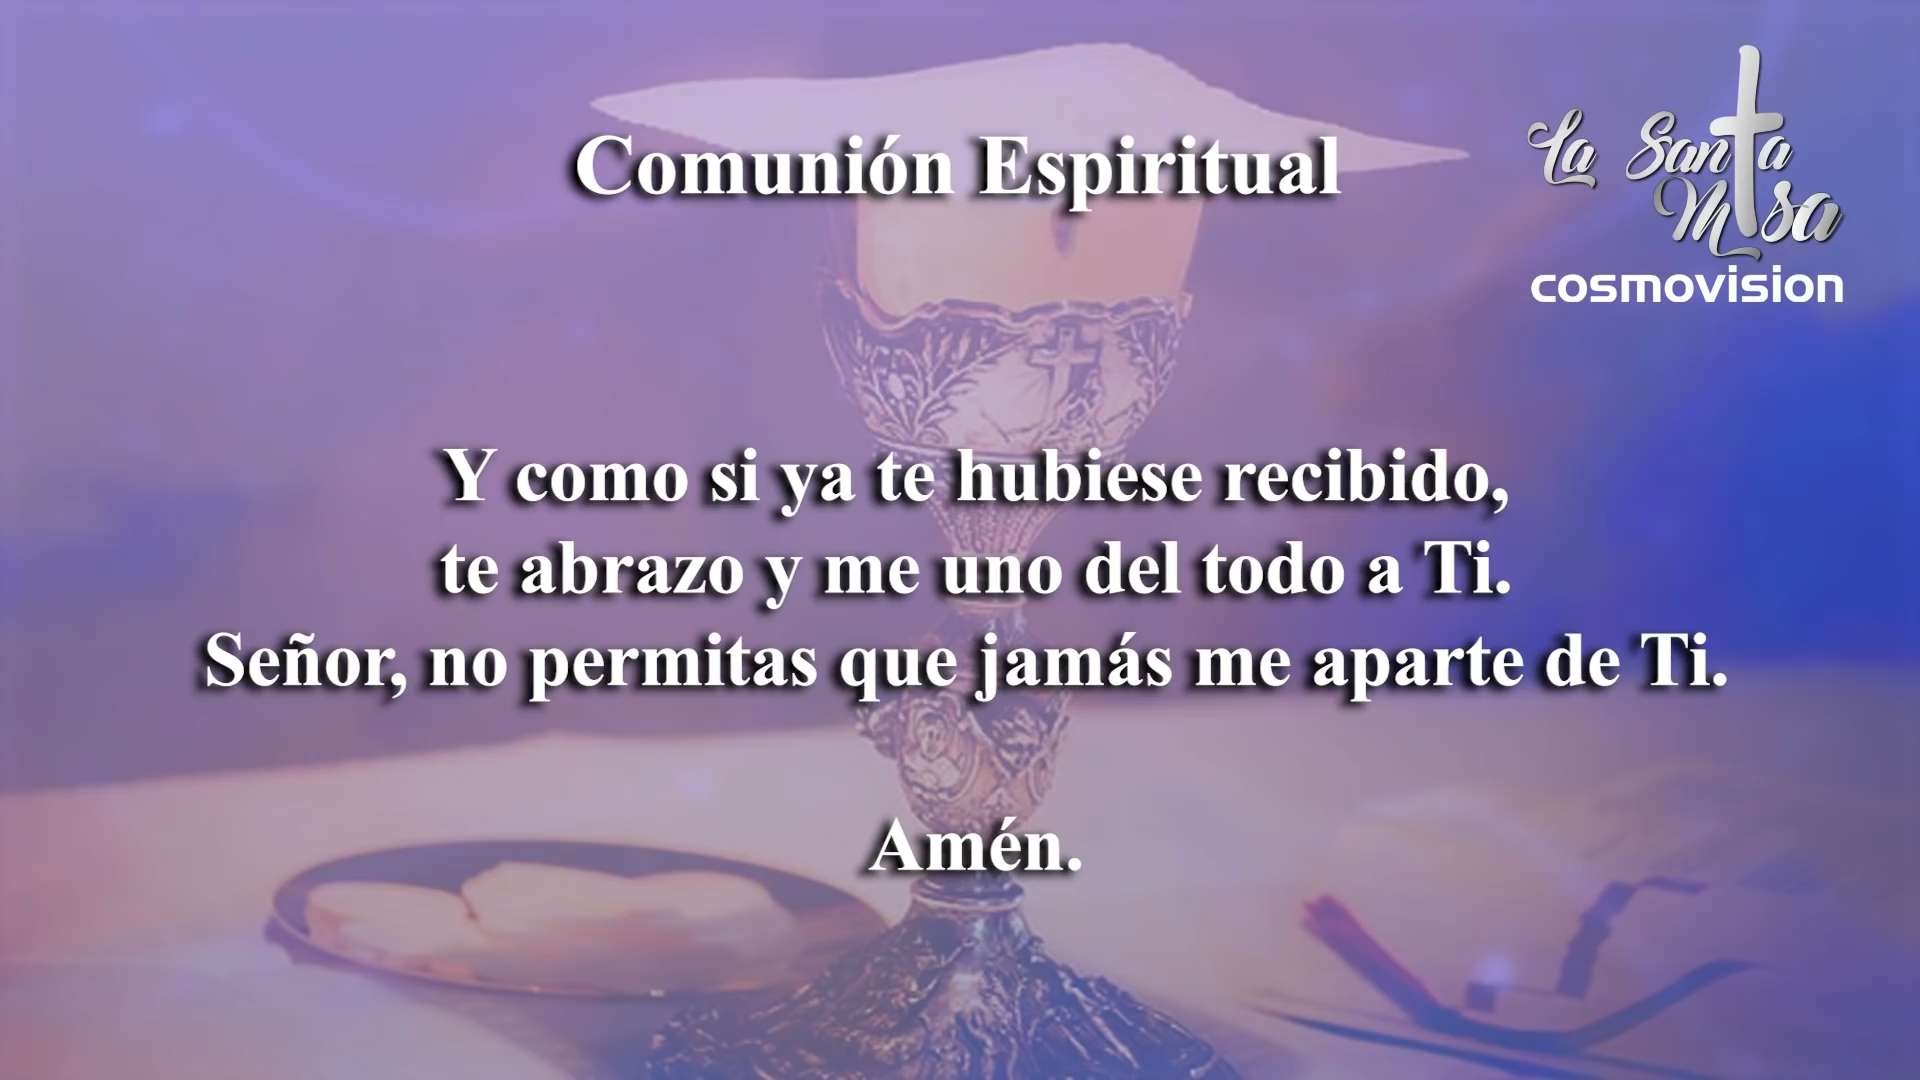 Comunión Espiritual
La Santa
Misa
cosmovision
Y como si ya te hubiese recibido,
te abrazo y me uno del todo a Ti.
Señor, no permitas que jamás me aparte de Ti.
Amén.